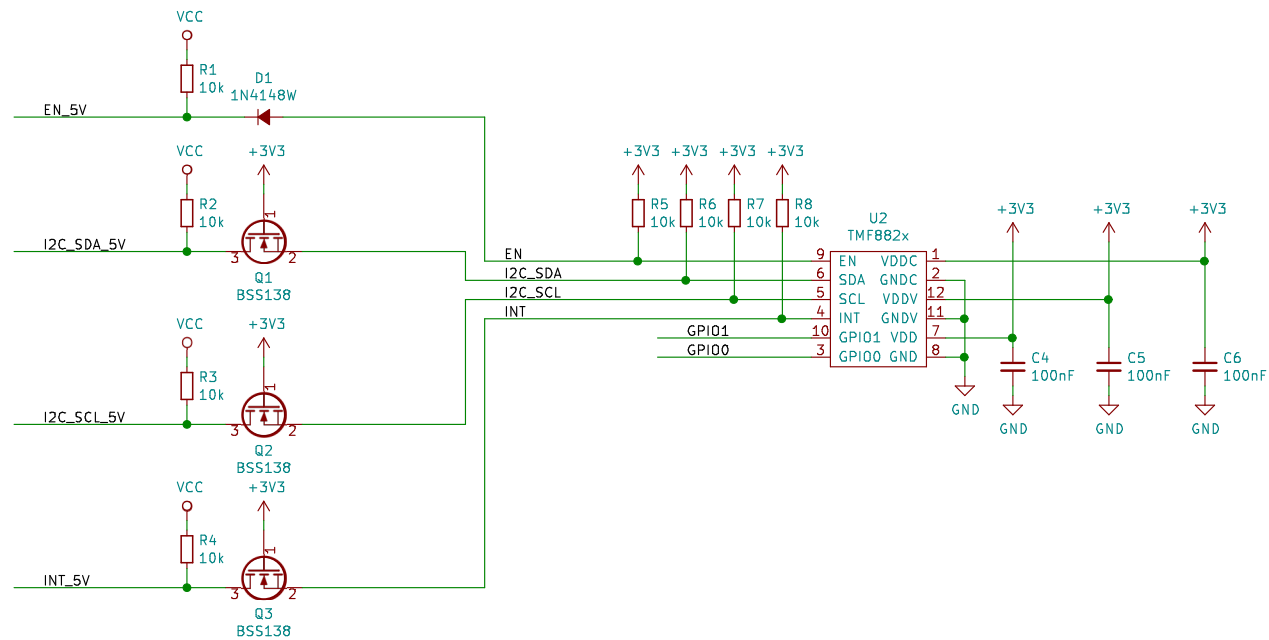 VCC
R1
10k
D1
1N4148W
EN_5V
VCC
+3V3
R2
10k
1
I2C_SDA_5V
3
2
Q1
BSS138
VCC
+3V3
R3
10k
1
I2C_SCL_5V
3
2
Q2
BSS138
VCC
+3V3
R4
10k
1
INT_5V
3
2
Q3
BSS138
+3V3 +3V3 +3V3 +3V3
R5 R6 R7 R8
10k 10k 10k 10k
EN
I2C_SDA
I2C_SCL
INT
GPIO1
GPIO0
U2
TMF882x
9 EN VDDC 1
6 SDA GNDC 2
5 SCL VDDV 12
4 INT GNDV 11
10 GPIO1 VDD 7
3 GPIO0 GND 8
GND
+3V3 +3V3 +3V3
C4 C5 C6
100nF 100nF 100nF
GND GND GND